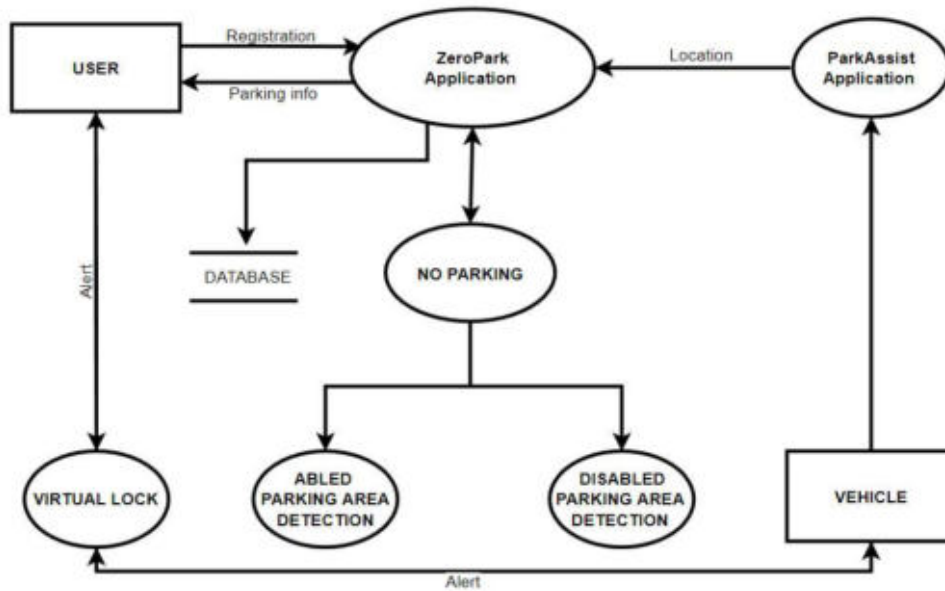 Registration
USER
ZeroPark
Application
Location
ParkAssist
Application
Parking info
DATABASE
NO PARKING
Alert
VIRTUAL LOCK
ABLED
PARKING AREA
DETECTION
DISABLED
PARKING AREA
DETECTION
VEHICLE
Alert